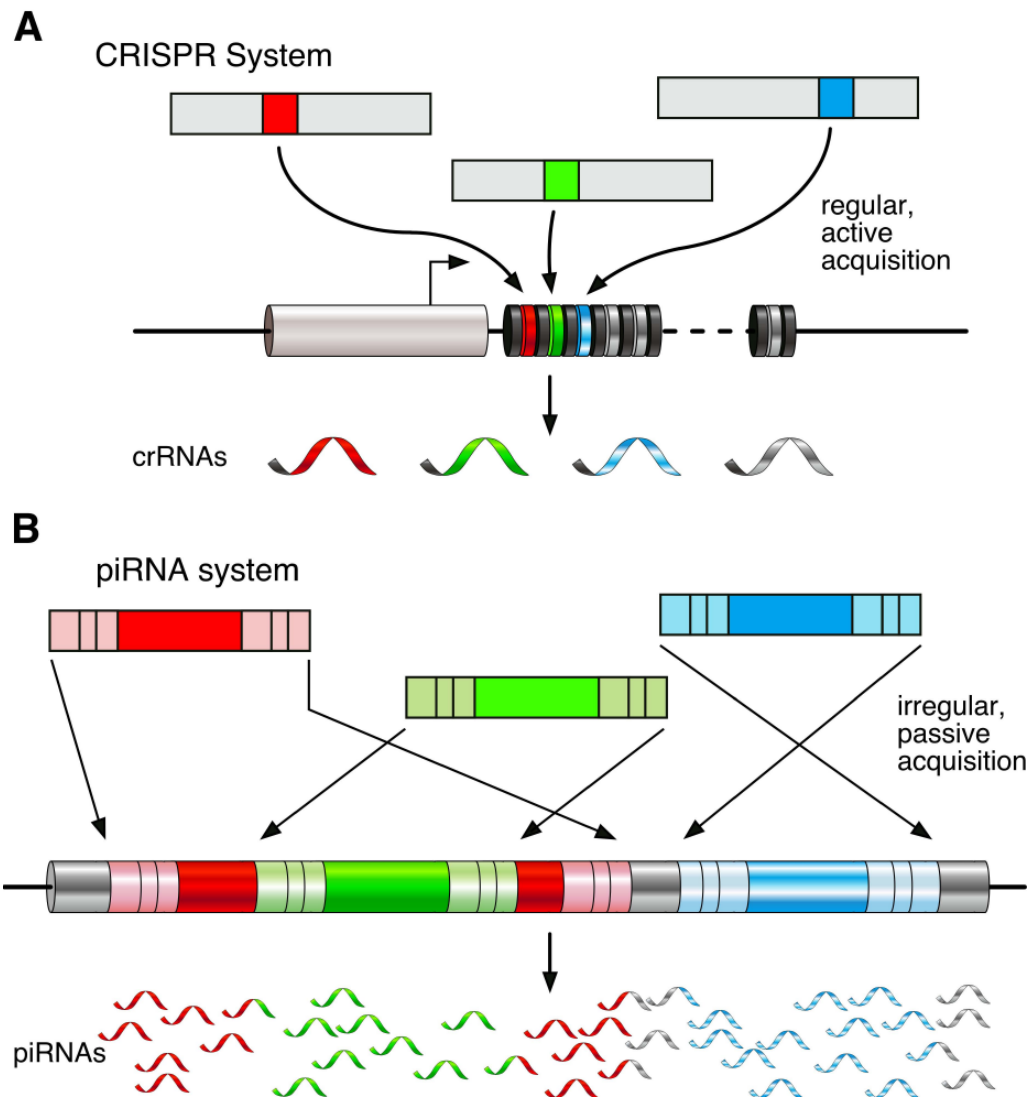 A
CRISPR System
regular,
active
acquisition
crRNAs
B
piRNA system
irregular,
passive
acquisition
piRNAs